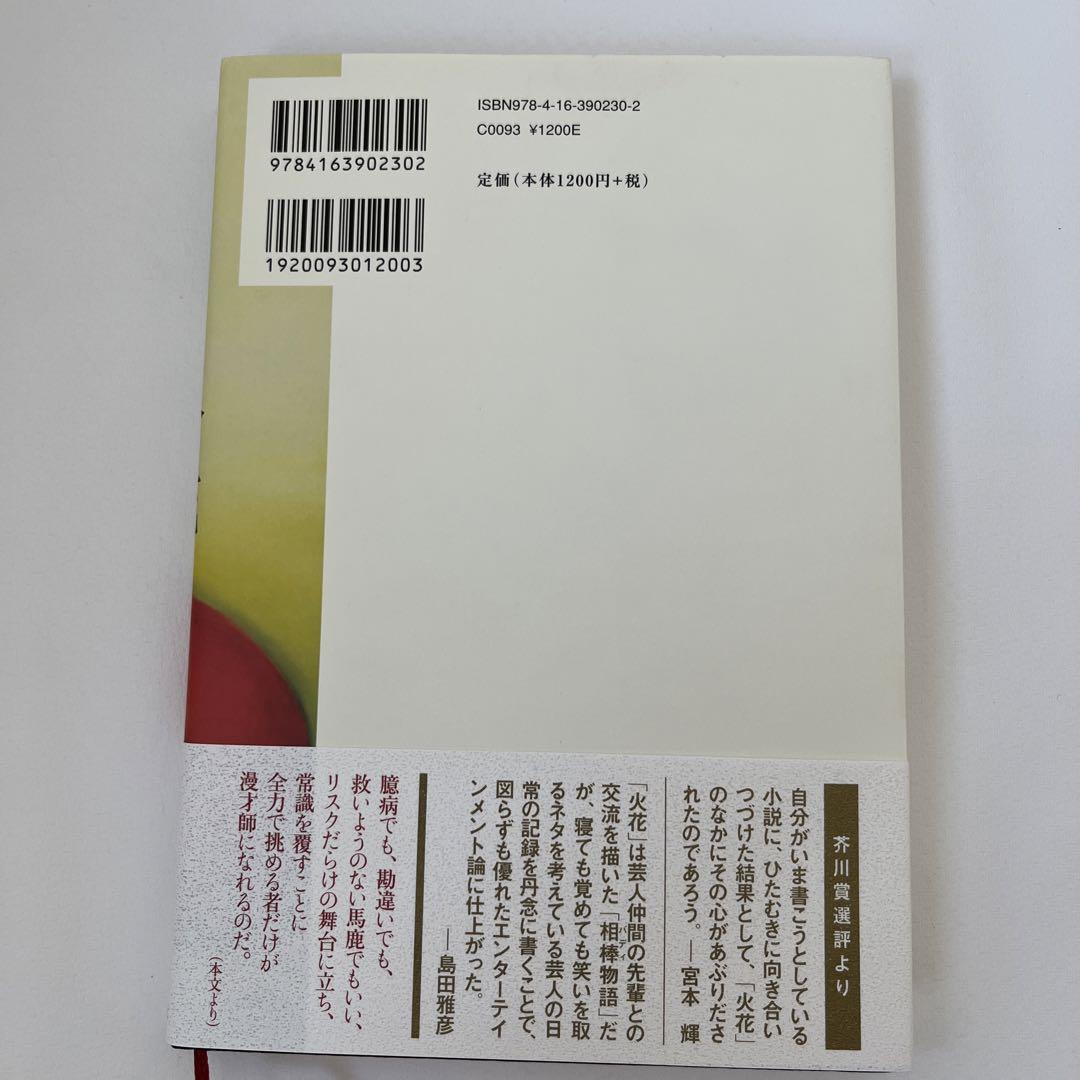 9784163902302
1920093012003
ISBN978-4-16-390230-2
C0093 ¥1200E
定価(本体1200円+税)
芥川賞選評より
自分がいま書こうとしている
小説に、ひたむきに向き合い
つづけた結果として、「火花」
のなかにその心があぶりださ
れたのであろう。 ―宮本 輝
「火花」は芸人仲間の先輩との
交流を描いた「相棒物語」だ
バディ
が、寝ても覚めても笑いを取
るネタを考えている芸人の日
常の記録を丹念に書くことで、
図らずも優れたエンターテイ
ンメント論に仕上がった。
―島田雅彦
臆病でも、勘違いでも、
救いようのない馬鹿でもいい、
リスクだらけの舞台に立ち、
常識を覆すことに
全力で挑める者だけが
漫才師になれるのだ。
(本文より)